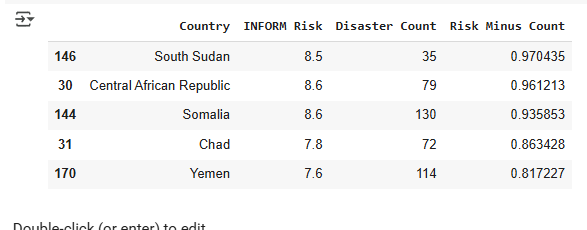 Country INFORM Risk Disaster Count Risk Minus Count
146 South Sudan 8.5 35 0.970435
30 Central African Republic 8.6 79 0.961213
144 Somalia 8.6 130 0.935853
31 Chad 7.8 72 0.863428
170 Yemen 7.6 114 0.817227
Double-click (or enter) to edit